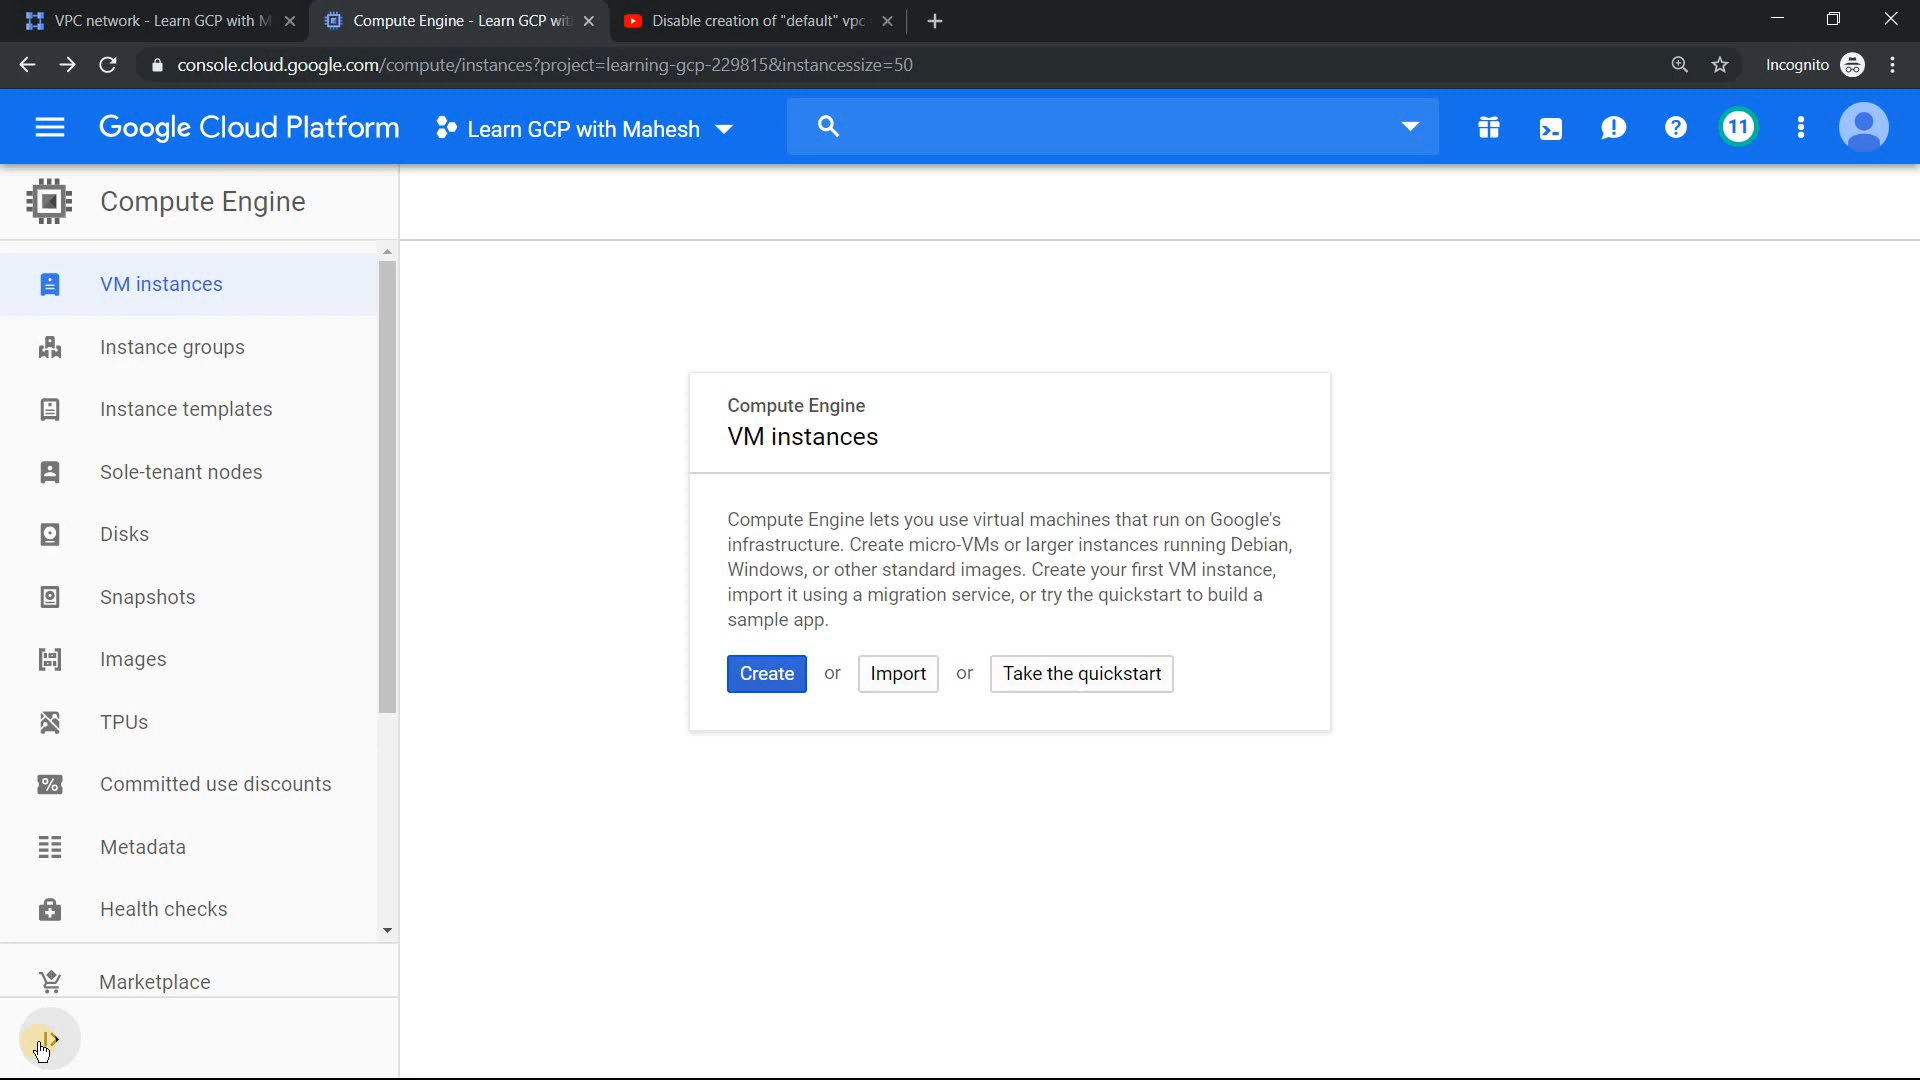 VPC network - Learn GCP with M
Compute Engine - Learn GCP wit
Disable creation of "default" vpc
console.cloud.google.com/compute/instances?project=learning-gcp-229815&instancessize=50
Incognito
Google Cloud Platform
Learn GCP with Mahesh
11
Compute Engine
VM instances
Instance groups
Instance templates
Sole-tenant nodes
Disks
Snapshots
Images
TPUs
Committed use discounts
Metadata
Health checks
Marketplace
Compute Engine
VM instances
Compute Engine lets you use virtual machines that run on Google's
infrastructure. Create micro-VMs or larger instances running Debian,
Windows, or other standard images. Create your first VM instance,
import it using a migration service, or try the quickstart to build a
sample app.
Create or Import or Take the quickstart